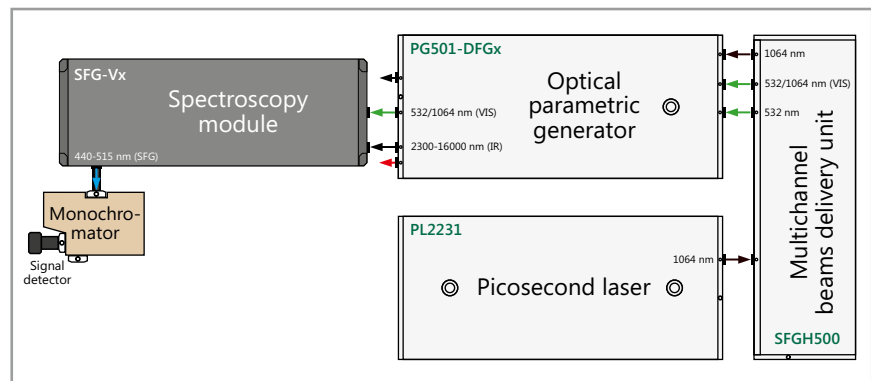 SFG-Vx
Spectroscopy
module
440-515 nm (SFG)
Monochro-
mator
Signal
detector
PG501-DFGx
Optical
parametric
generator
532/1064 nm (VIS)
2300-16000 nm (IR)
1064 nm
532/1064 nm (VIS)
532 nm
PL2231
Picosecond laser
1064 nm
Multichannel
beams delivery unit
SFGH500